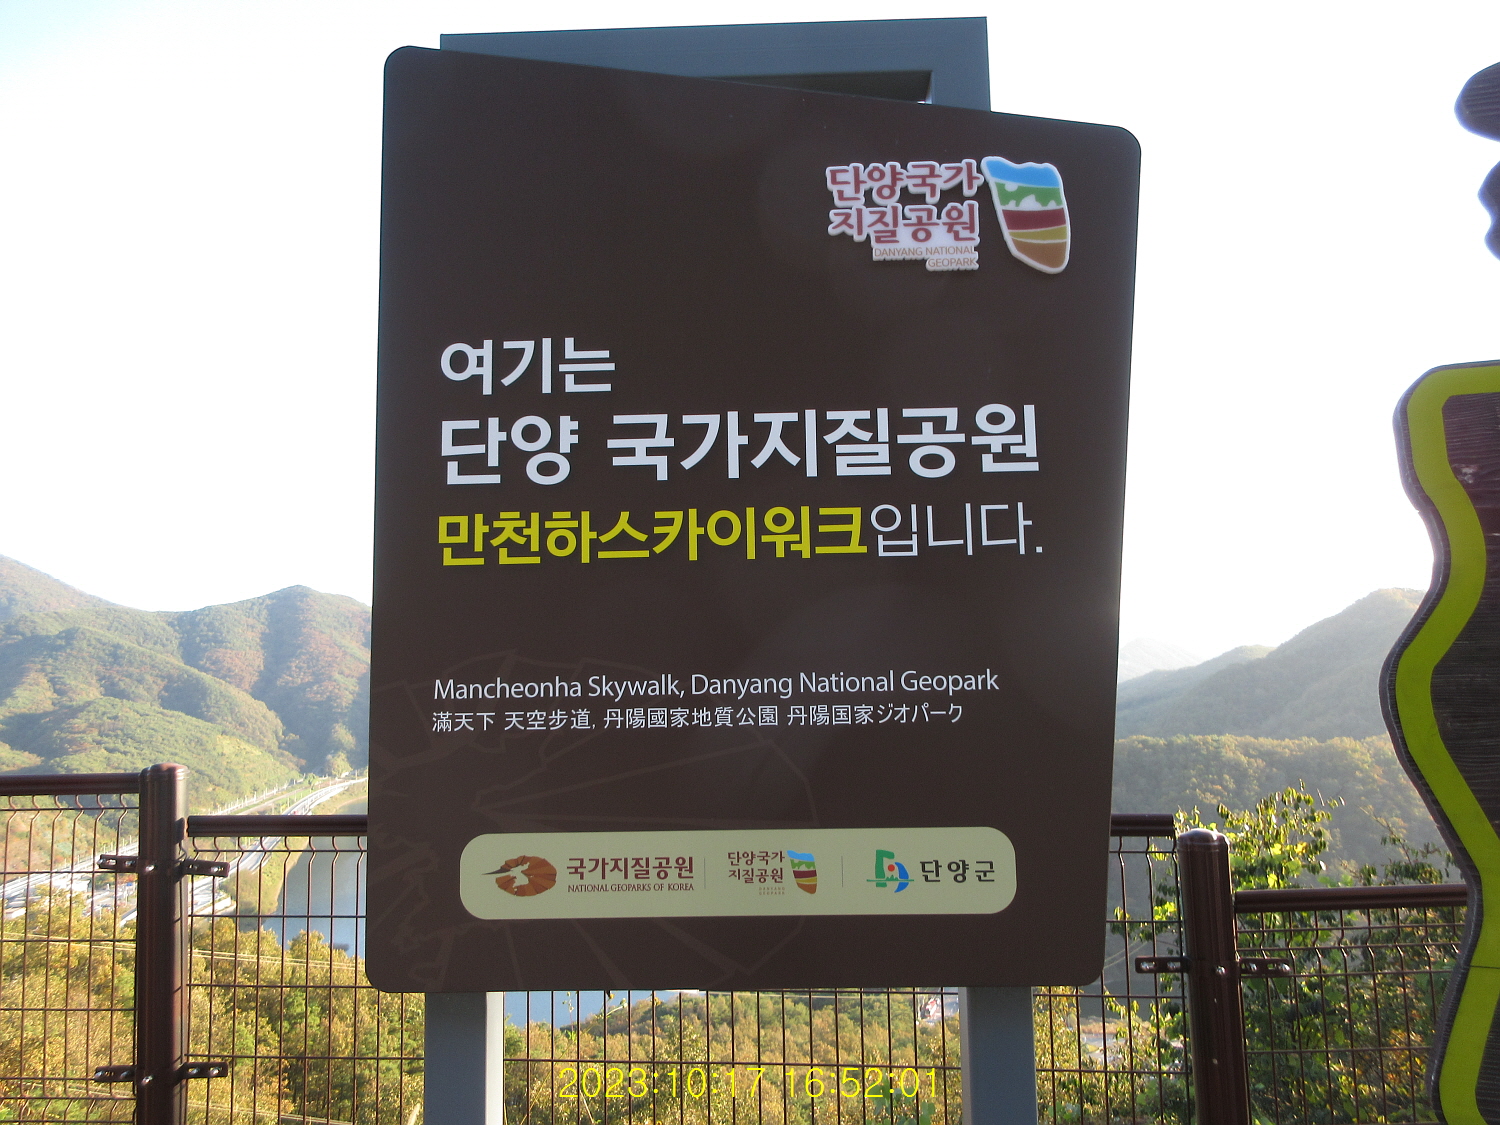 단양국가
지질공원
DANYANG NATIONAL
GEOPARK
여기는
단양 국가지질공원
만천하스카이워크입니다.
Mancheonha Skywalk, Danyang National Geopark
滿天下 天空步道, 丹陽國家地質公園 丹陽国家ジオパーク
국가지질공원
NATIONAL GEOPARKS OF KOREA
단양국가
지질공원
단양군
2023:10:17 16:52:01